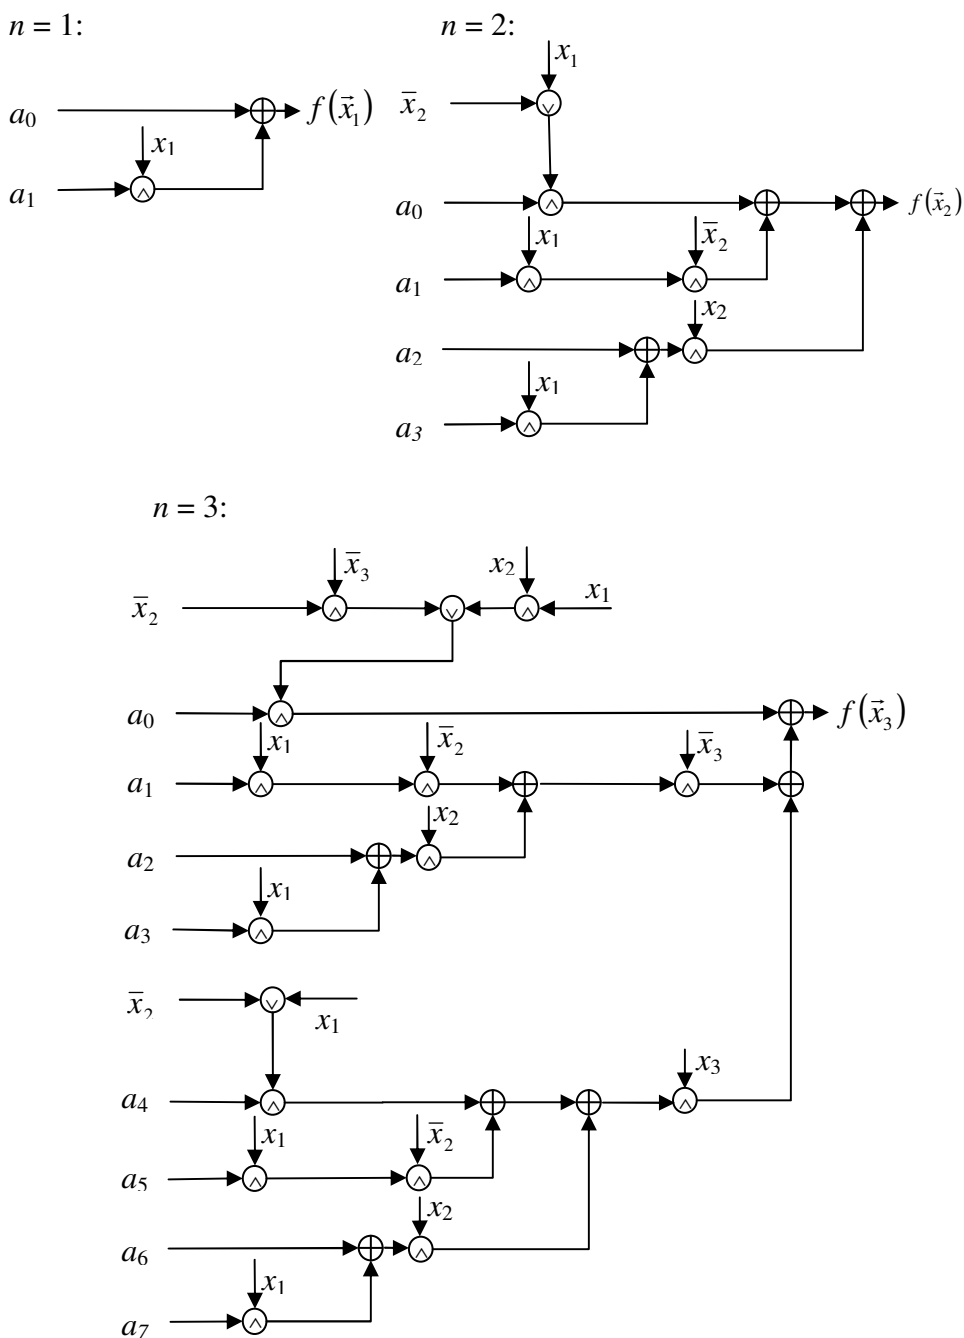 n = 1:
n = 2:
x₁
x̄₂
a₀
⊕
f(x⃗₁)
x₁
a₁
∧
∨
a₀
∧
⊕
⊕
f(x⃗₂)
x₁
x̄₂
a₁
∧
∧
x₂
a₂
⊕
∧
x₁
a₃
∧
n = 3:
x̄₃
x₂
x̄₂
∧
∨
∧
x₁
a₀
∧
⊕
f(x⃗₃)
x₁
x̄₂
x̄₃
a₁
∧
∧
⊕
∧
⊕
x₂
a₂
⊕
∧
x₁
a₃
∧
x̄₂
∨
x₁
x₃
a₄
∧
⊕
⊕
∧
x₁
x̄₂
a₅
∧
∧
x₂
a₆
⊕
∧
x₁
a₇
∧